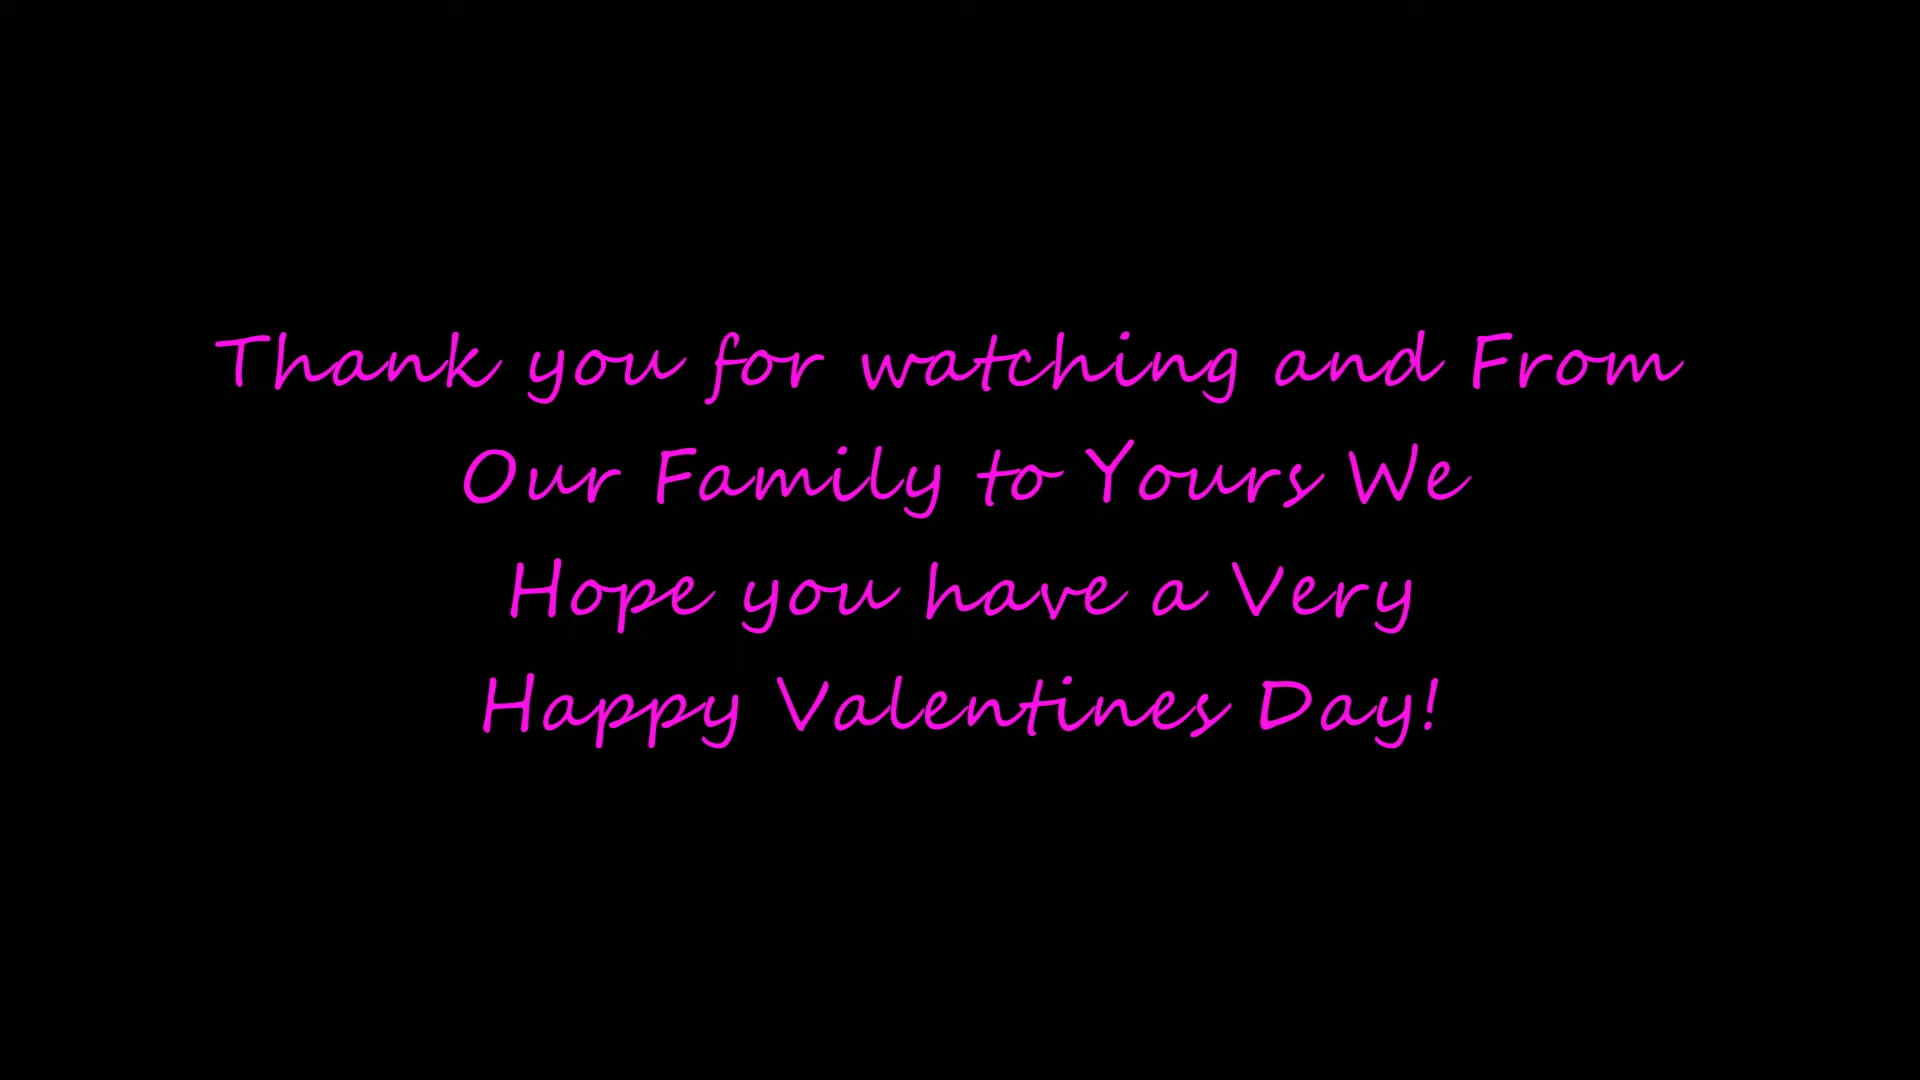 Thank you for watching and From
Our Family to Yours We
Hope you have a Very
Happy Valentines Day!